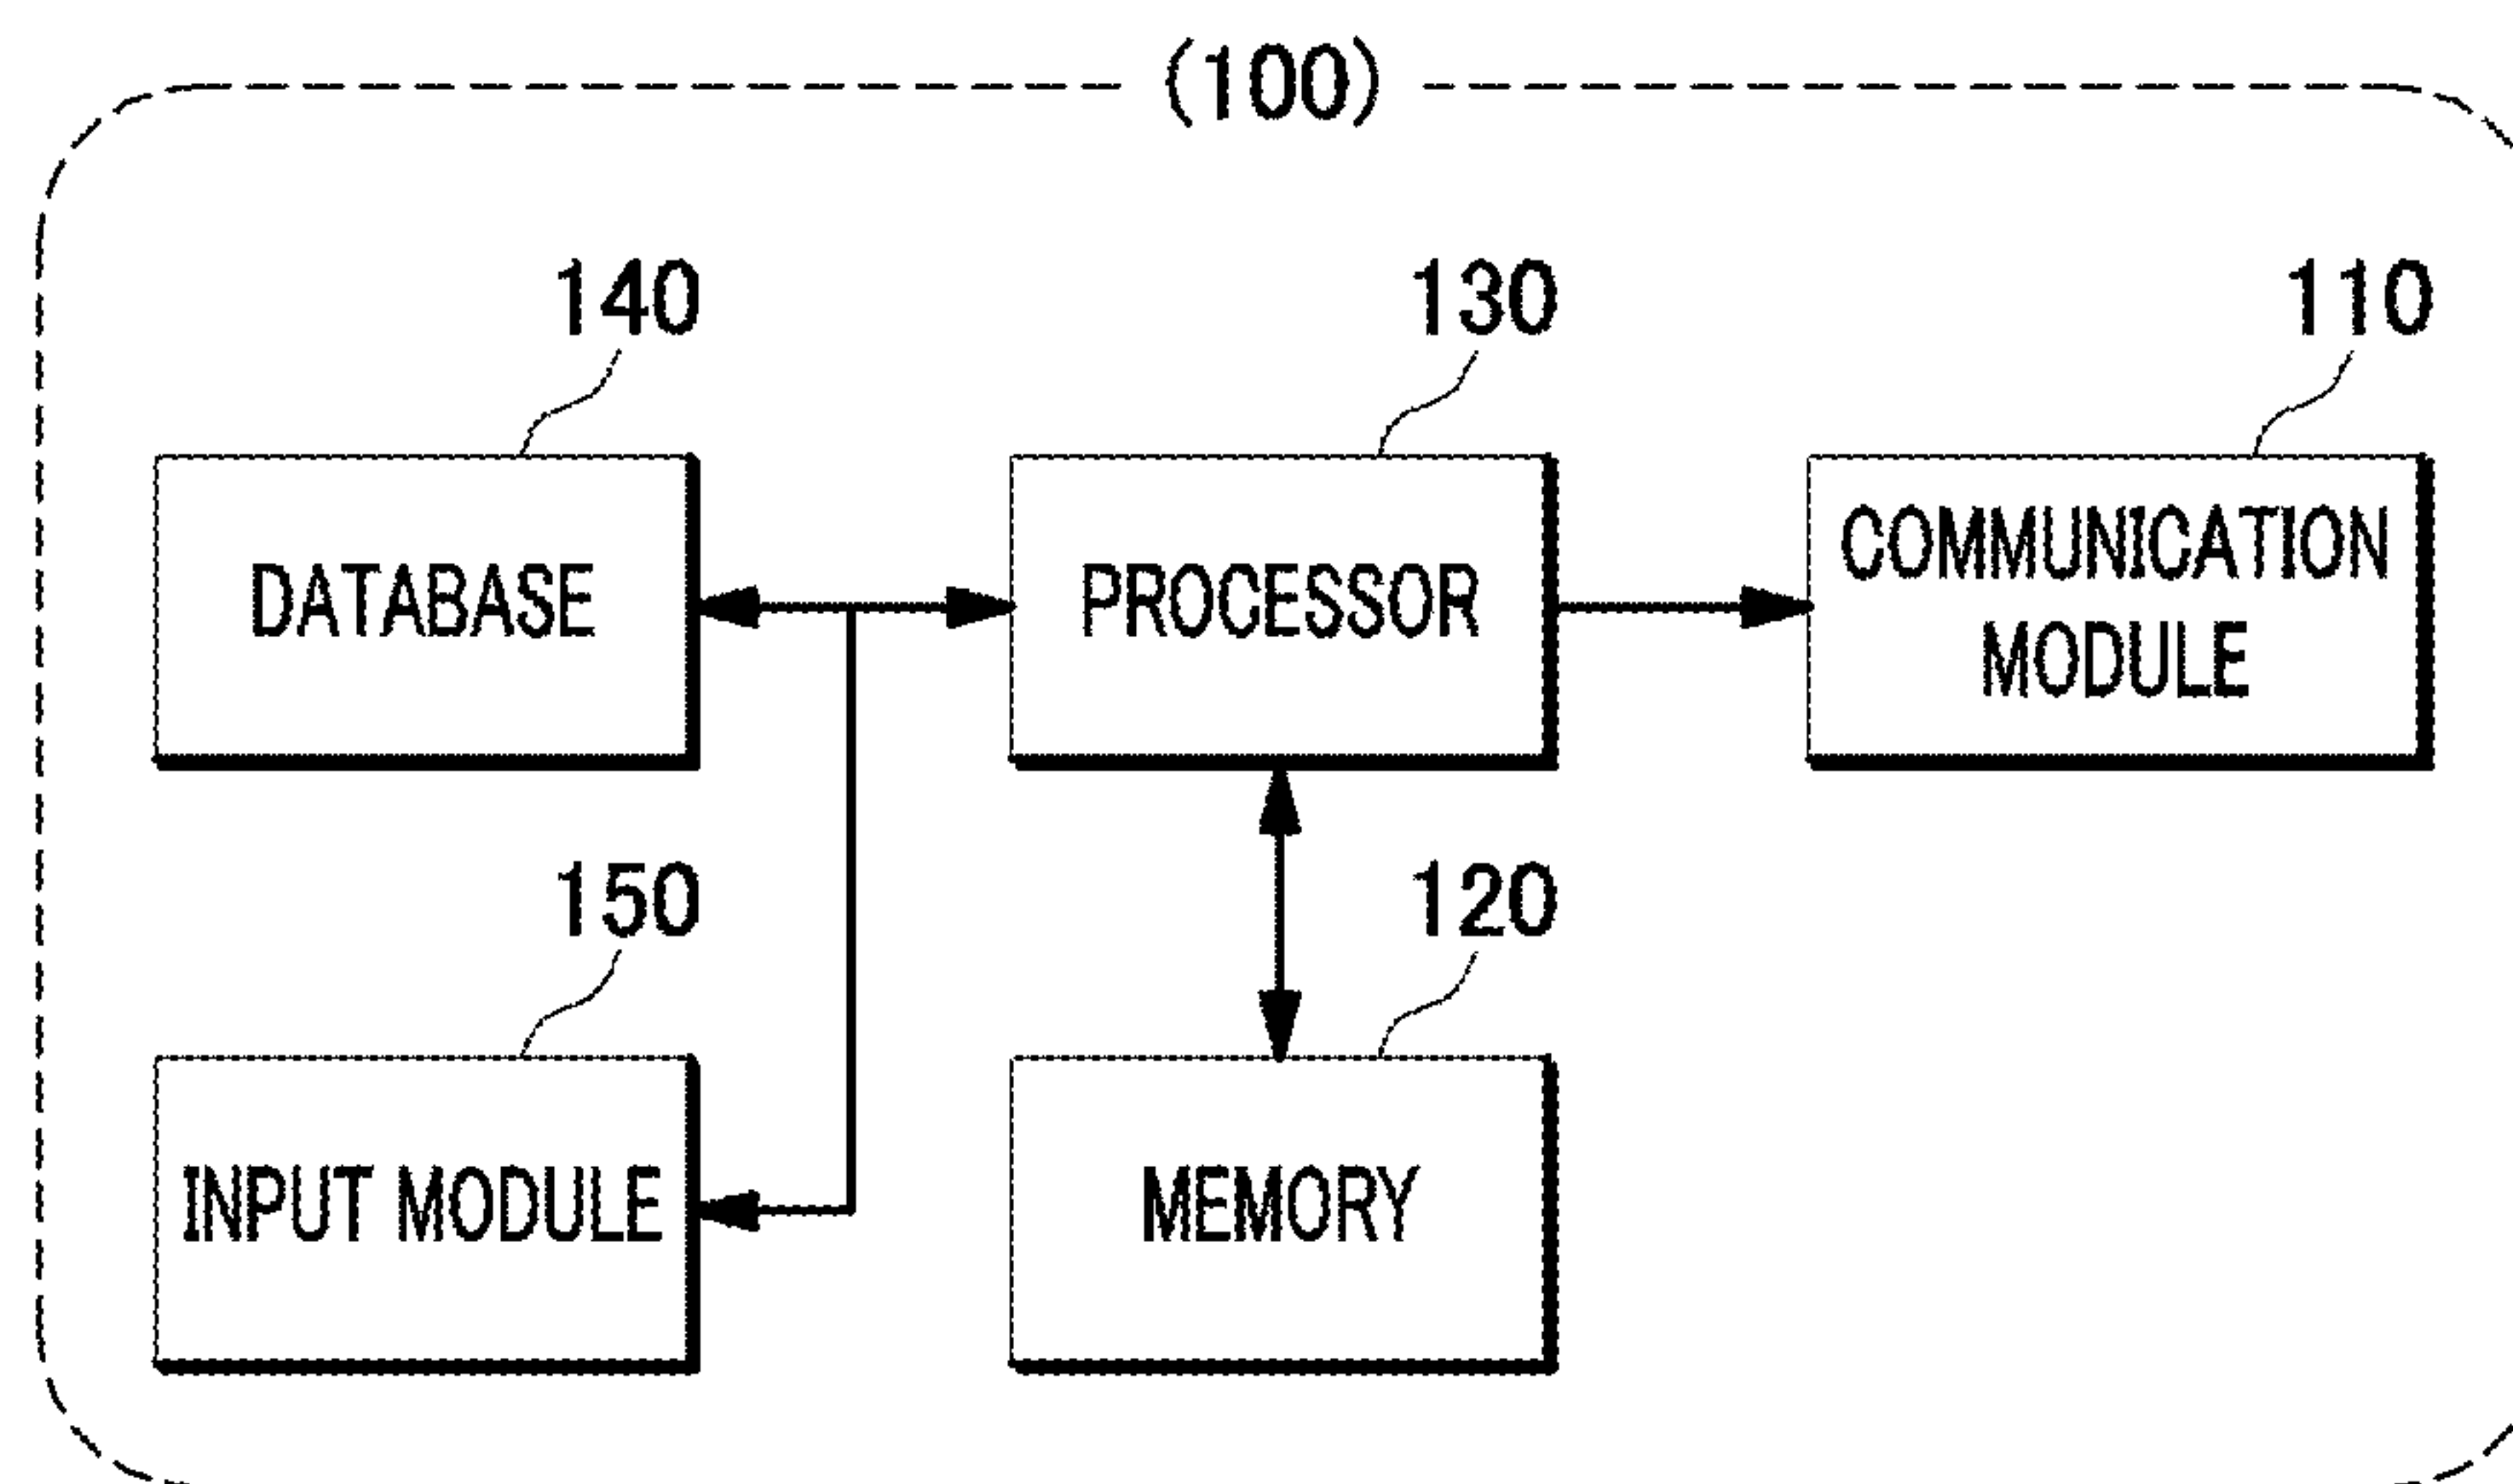 (100)
140
130
110
DATABASE
PROCESSOR
COMMUNICATION
MODULE
150
120
INPUT MODULE
MEMORY